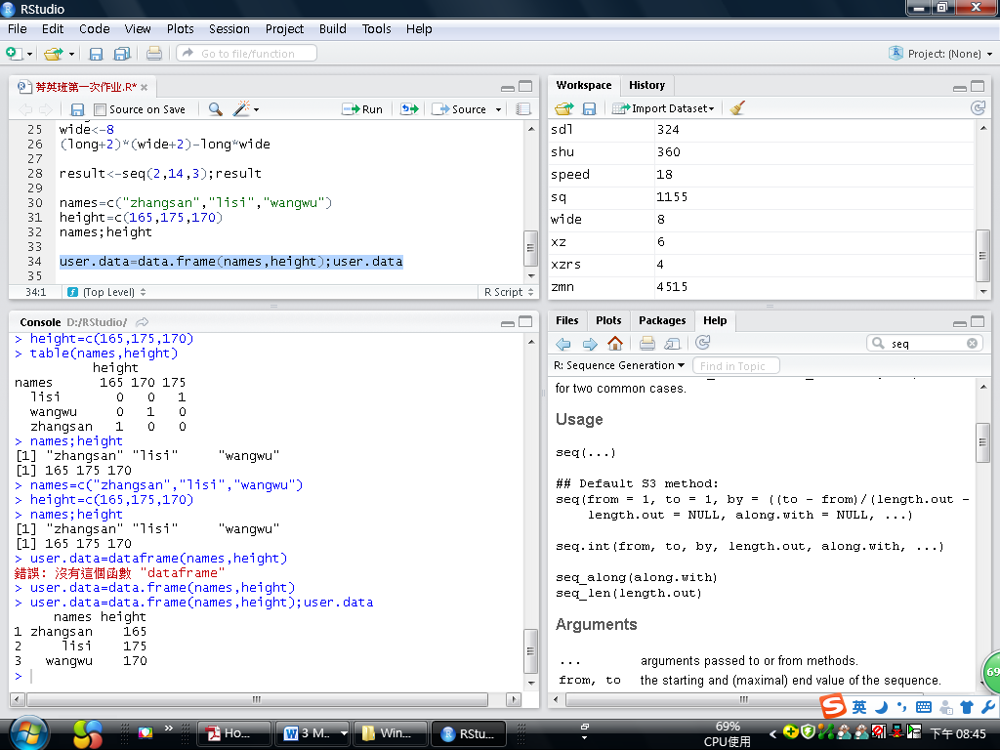 RStudio
File Edit Code View Plots Session Project Build Tools Help
Go to file/function
Project: (None)
菁英班第一次作业.R*
Source on Save
Run
Source
25 wide<-8
26 (long+2)*(wide+2)-long*wide
27
28 result<-seq(2,14,3);result
29
30 names=c("zhangsan","lisi","wangwu")
31 height=c(165,175,170)
32 names;height
33
34 user.data=data.frame(names,height);user.data
35
34:1 (Top Level) R Script
Workspace History
Import Dataset
sdl 324
shu 360
speed 18
sq 1155
wide 8
xz 6
xzrs 4
zmn 4515
Console D:/RStudio/
> height=c(165,175,170)
> table(names,height)
height
names 165 170 175
lisi 0 0 1
wangwu 0 1 0
zhangsan 1 0 0
> names;height
[1] "zhangsan" "lisi" "wangwu"
[1] 165 175 170
> names=c("zhangsan","lisi","wangwu")
> height=c(165,175,170)
> names;height
[1] "zhangsan" "lisi" "wangwu"
[1] 165 175 170
> user.data=dataframe(names,height)
錯誤: 沒有這個函數 "dataframe"
> user.data=data.frame(names,height)
> user.data=data.frame(names,height);user.data
names height
1 zhangsan 165
2 lisi 175
3 wangwu 170
>
Files Plots Packages Help
seq
R: Sequence Generation
Find in Topic
for two common cases.
Usage
seq(...)
## Default S3 method:
seq(from = 1, to = 1, by = ((to - from)/(length.out -
length.out = NULL, along.with = NULL, ...)
seq.int(from, to, by, length.out, along.with, ...)
seq_along(along.with)
seq_len(length.out)
Arguments
... arguments passed to or from methods.
from, to the starting and (maximal) end value of the sequence.
69
英
Ho...
3 M...
Win...
RStu...
69%
CPU使用
下午 08:45